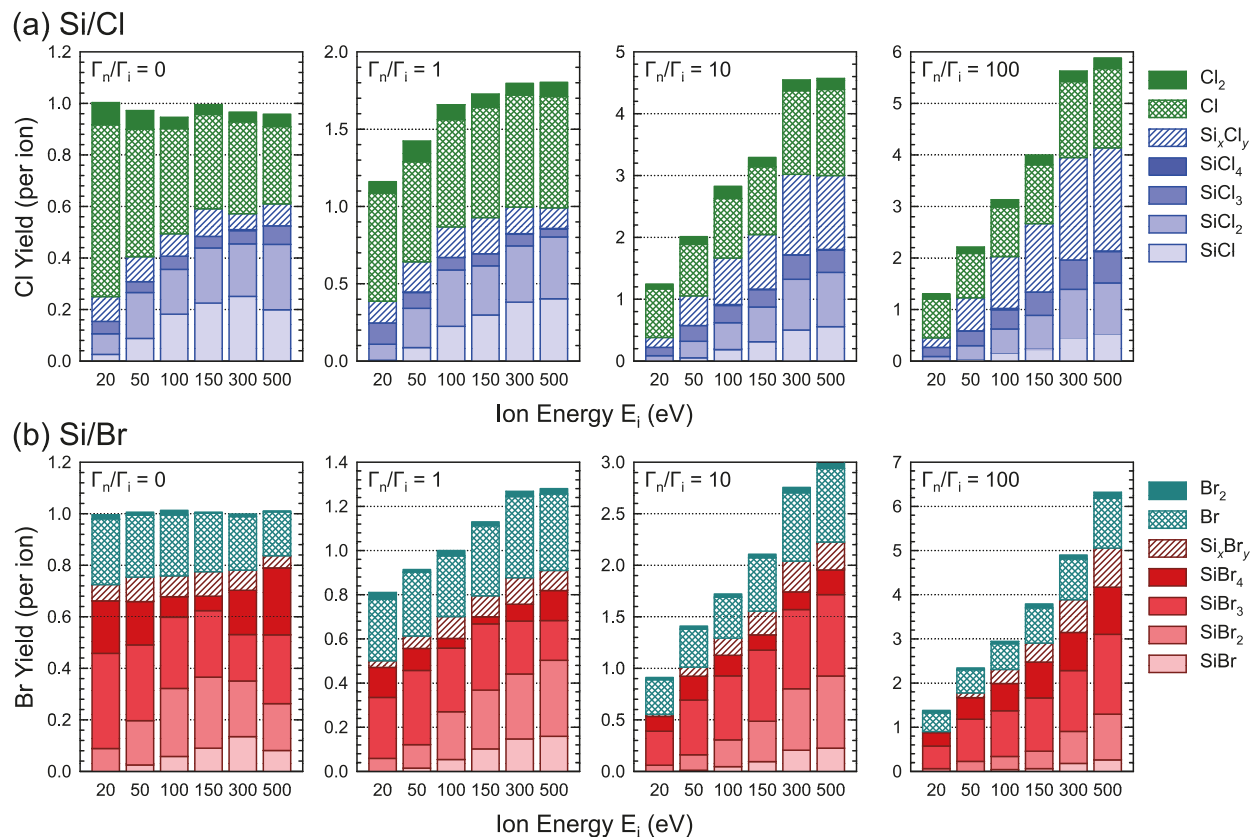 (a) Si/Cl
Cl Yield (per ion)
Γn/Γi = 0
1.2
1.0
0.8
0.6
0.4
0.2
0.0
20 50 100 150 300 500
Γn/Γi = 1
2.0
1.5
1.0
0.5
0.0
20 50 100 150 300 500
Γn/Γi = 10
5
4
3
2
1
0
20 50 100 150 300 500
Γn/Γi = 100
6
5
4
3
2
1
0
20 50 100 150 300 500
Cl2
Cl
SixCly
SiCl4
SiCl3
SiCl2
SiCl
Ion Energy Ei (eV)
(b) Si/Br
Br Yield (per ion)
Γn/Γi = 0
1.2
1.0
0.8
0.6
0.4
0.2
0.0
20 50 100 150 300 500
Γn/Γi = 1
1.4
1.2
1.0
0.8
0.6
0.4
0.2
0.0
20 50 100 150 300 500
Γn/Γi = 10
3.0
2.5
2.0
1.5
1.0
0.5
0.0
20 50 100 150 300 500
Γn/Γi = 100
7
6
5
4
3
2
1
0
20 50 100 150 300 500
Br2
Br
SixBry
SiBr4
SiBr3
SiBr2
SiBr
Ion Energy Ei (eV)